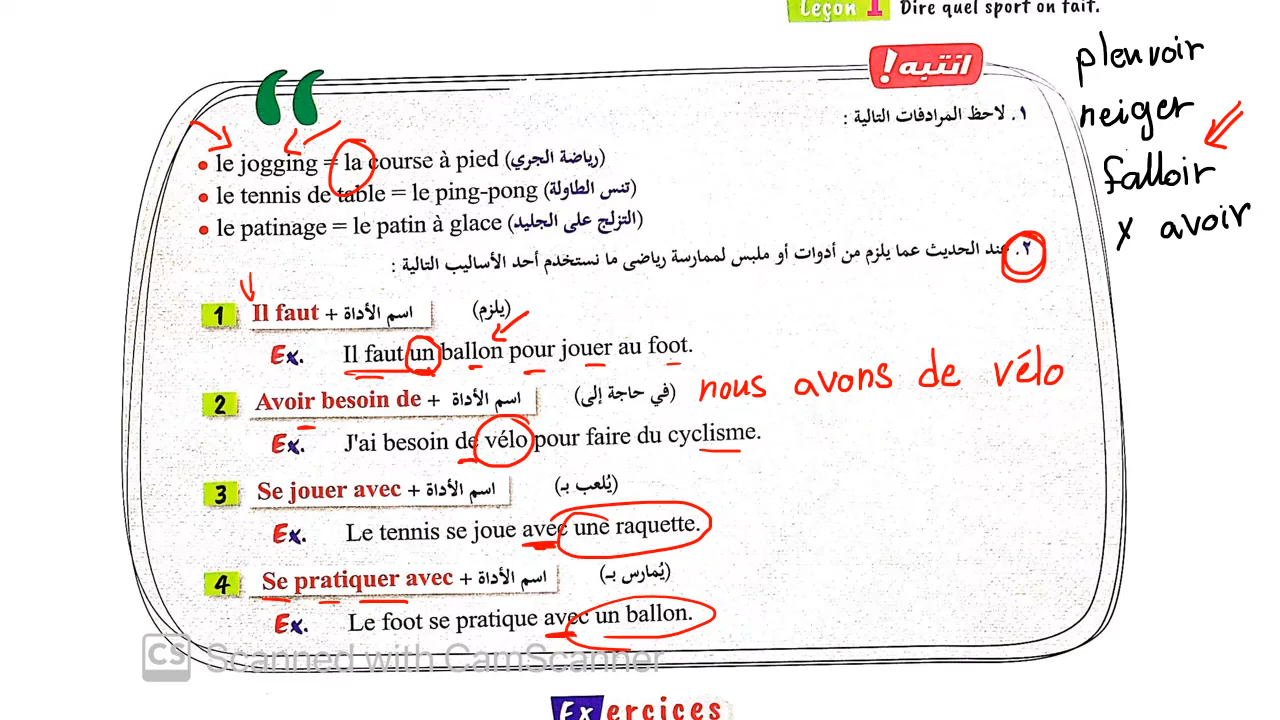 Leçon 1 Dire quel sport on fait.
انتبه!
١. لاحظ المرادفات التالية :
• le jogging = la course à pied (رياضة الجري)
• le tennis de table = le ping-pong (تنس الطاولة)
• le patinage = le patin à glace (التزلج على الجليد)
٢. عند الحديث عما يلزم من أدوات أو ملبس لممارسة رياضى ما نستخدم أحد الأساليب التالية :
1 Il faut + اسم الأداة (يلزم)
Ex. Il faut un ballon pour jouer au foot.
2 Avoir besoin de + اسم الأداة (في حاجة إلى)
Ex. J'ai besoin de vélo pour faire du cyclisme.
3 Se jouer avec + اسم الأداة (يُلعب بـ)
Ex. Le tennis se joue avec une raquette.
4 Se pratiquer avec + اسم الأداة (يُمارس بـ)
Ex. Le foot se pratique avec un ballon.
pleuvoir
neiger
falloir
x avoir
nous avons de vélo
CS Scanned with CamScanner
Exercices